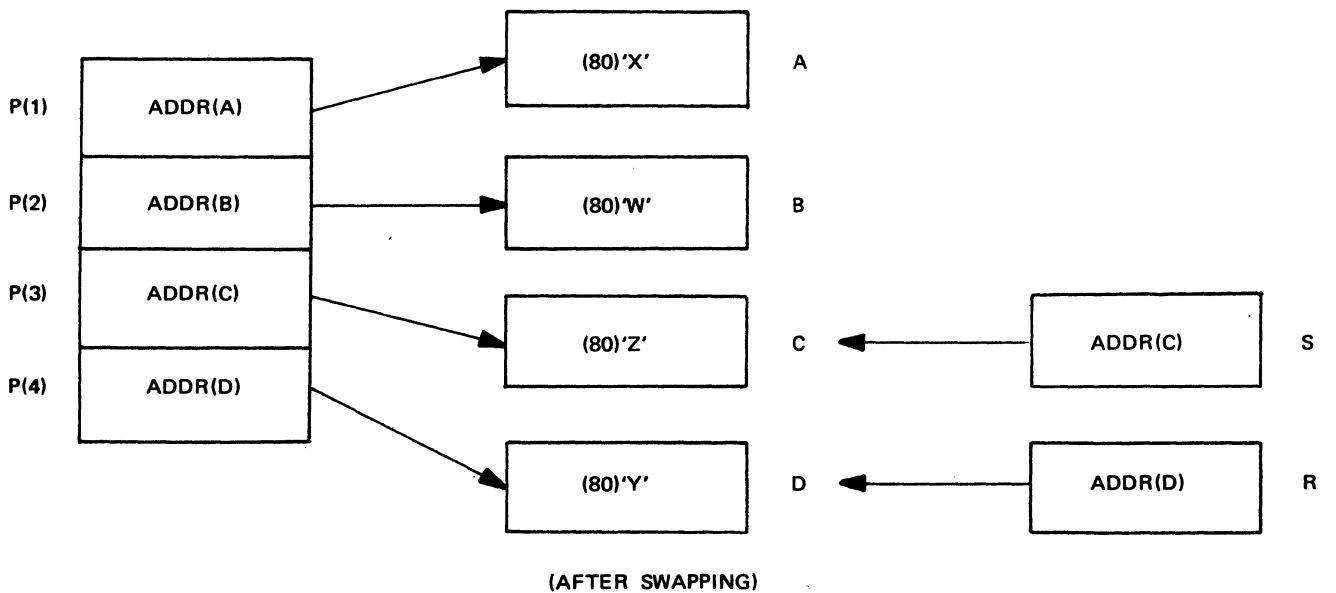 (80)'X' A
P(1) ADDR(A)
P(2) ADDR(B) (80)'W' B
P(3) ADDR(C)
(80)'Z' C ADDR(C) S
P(4) ADDR(D)
(80)'Y' D ADDR(D) R
(AFTER SWAPPING)